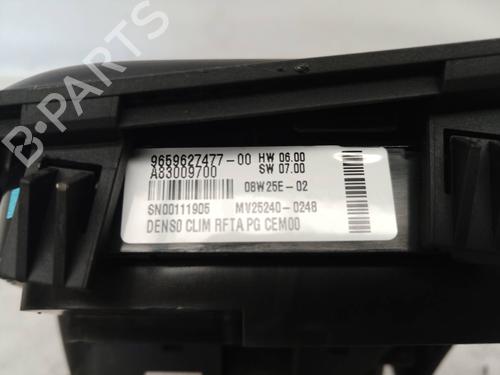 9659627477-00 HW 06.00
A83009700 SW 07.00
08W25E-02
SN00111905 MV25240-0248
DENSO CLIM RFTA PG CEM00
B-PARTS